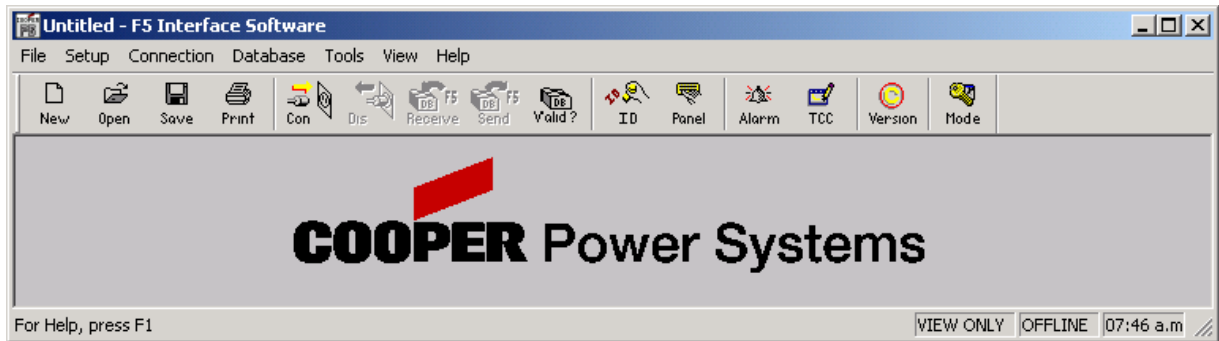 Untitled - F5 Interface Software
File Setup Connection Database Tools View Help
DB F5 DB F5 DB
New Open Save Print Con Dis Receive Send Valid? ID Panel Alarm TCC Version Mode
COOPER Power Systems
For Help, press F1 VIEW ONLY OFFLINE 07:46 a.m